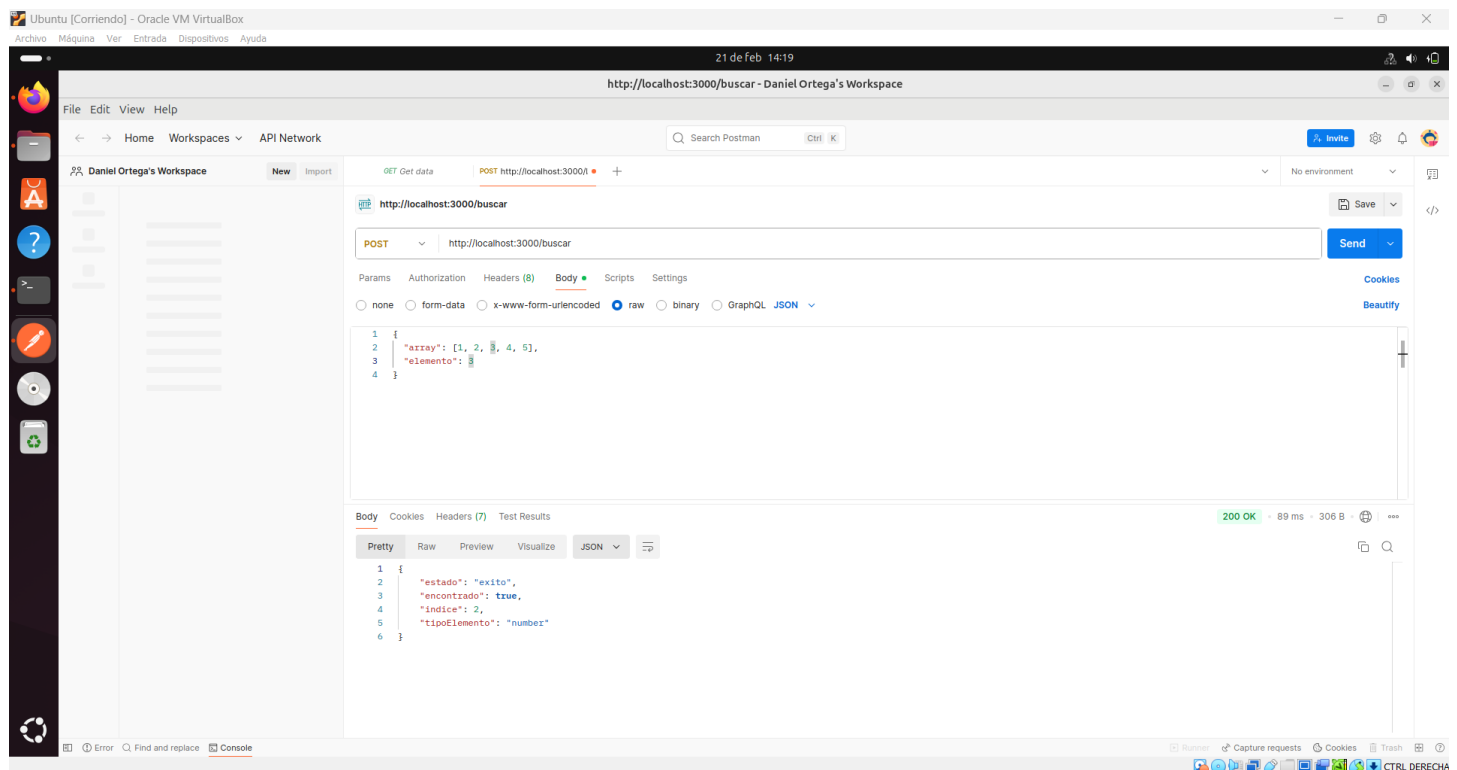 Ubuntu [Corriendo] - Oracle VM VirtualBox
Archivo Máquina Ver Entrada Dispositivos Ayuda
21 de feb 14:19
http://localhost:3000/buscar - Daniel Ortega's Workspace
File Edit View Help
Home Workspaces API Network Search Postman Ctrl K Invite
Daniel Ortega's Workspace New Import GET Get data POST http://localhost:3000/l No environment
HTTP http://localhost:3000/buscar Save
POST http://localhost:3000/buscar Send
Params Authorization Headers (8) Body Scripts Settings Cookies
none form-data x-www-form-urlencoded raw binary GraphQL JSON Beautify
1 {
2 "array": [1, 2, 3, 4, 5],
3 "elemento": 3
4 }
Body Cookies Headers (7) Test Results 200 OK 89 ms 306 B
Pretty Raw Preview Visualize JSON
1 {
2 "estado": "exito",
3 "encontrado": true,
4 "indice": 2,
5 "tipoElemento": "number"
6 }
Error Find and replace Console Runner Capture requests Cookies Trash
CTRL DERECHA